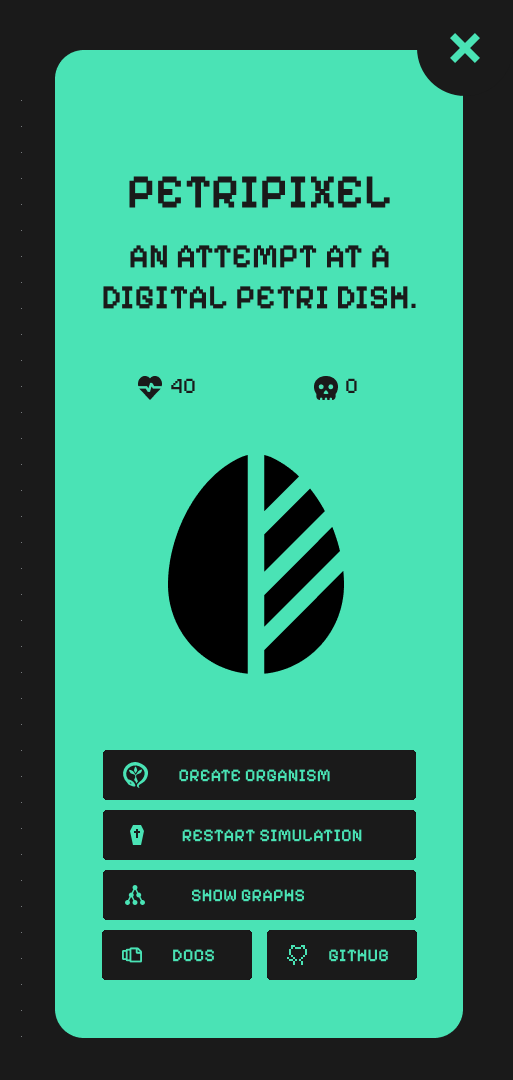 PETRIPIXEL
AN ATTEMPT AT A
DIGITAL PETRI DISH.
40
0
CREATE ORGANISM
RESTART SIMULATION
SHOW GRAPHS
DOCS
GITHUB